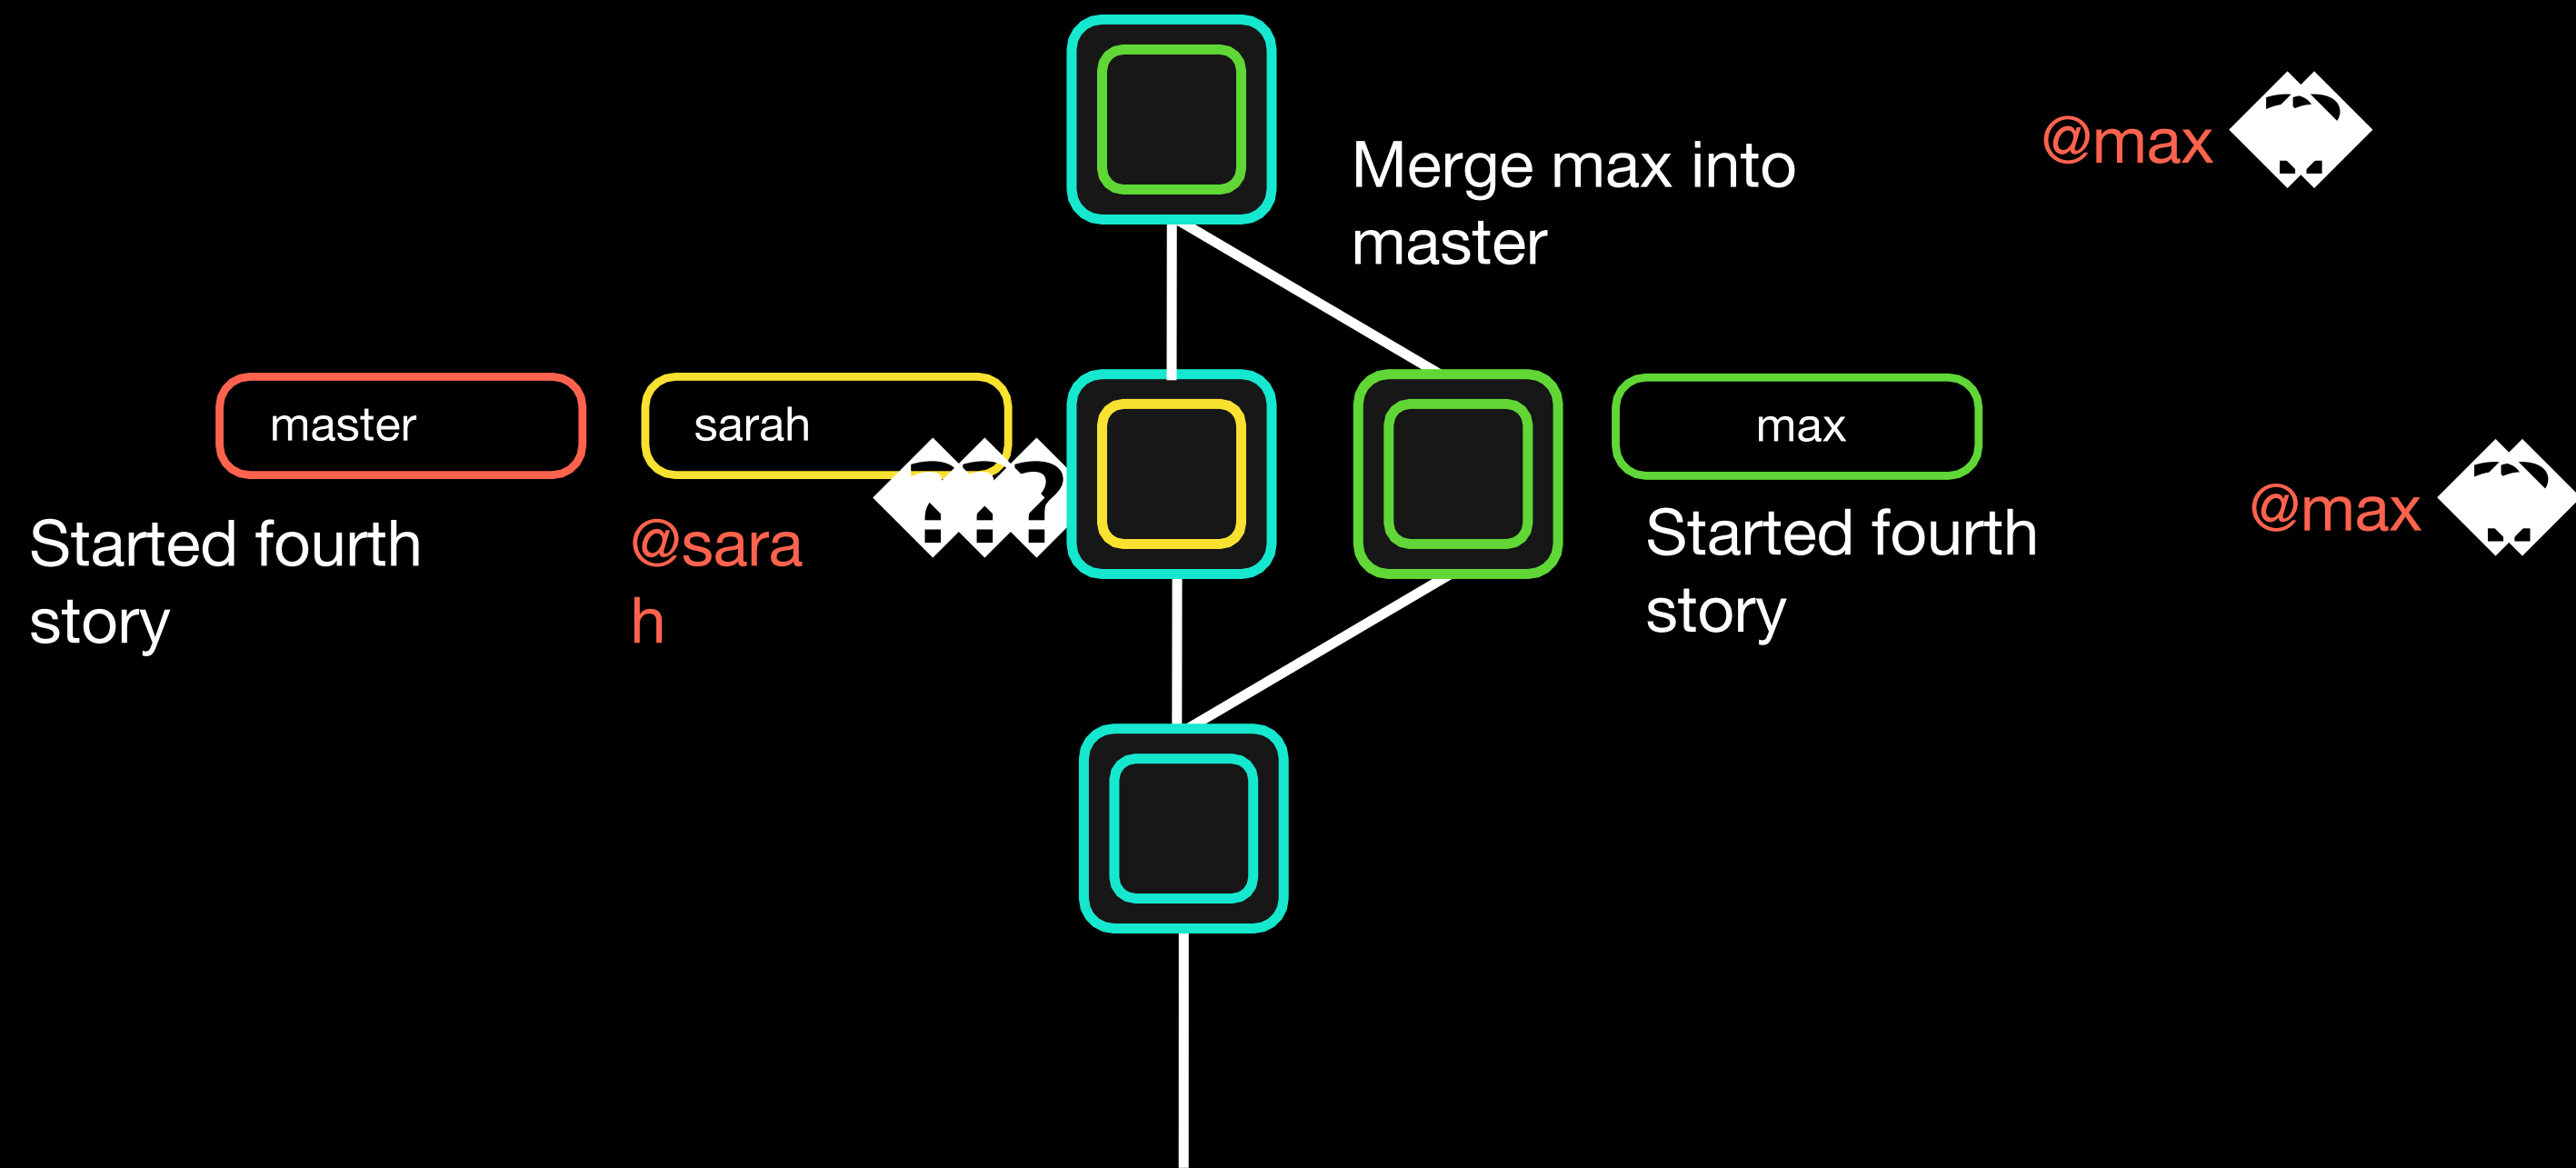 Merge max into
master
@max
master
sarah
max
Started fourth
story
@sara
h
Started fourth
story
@max